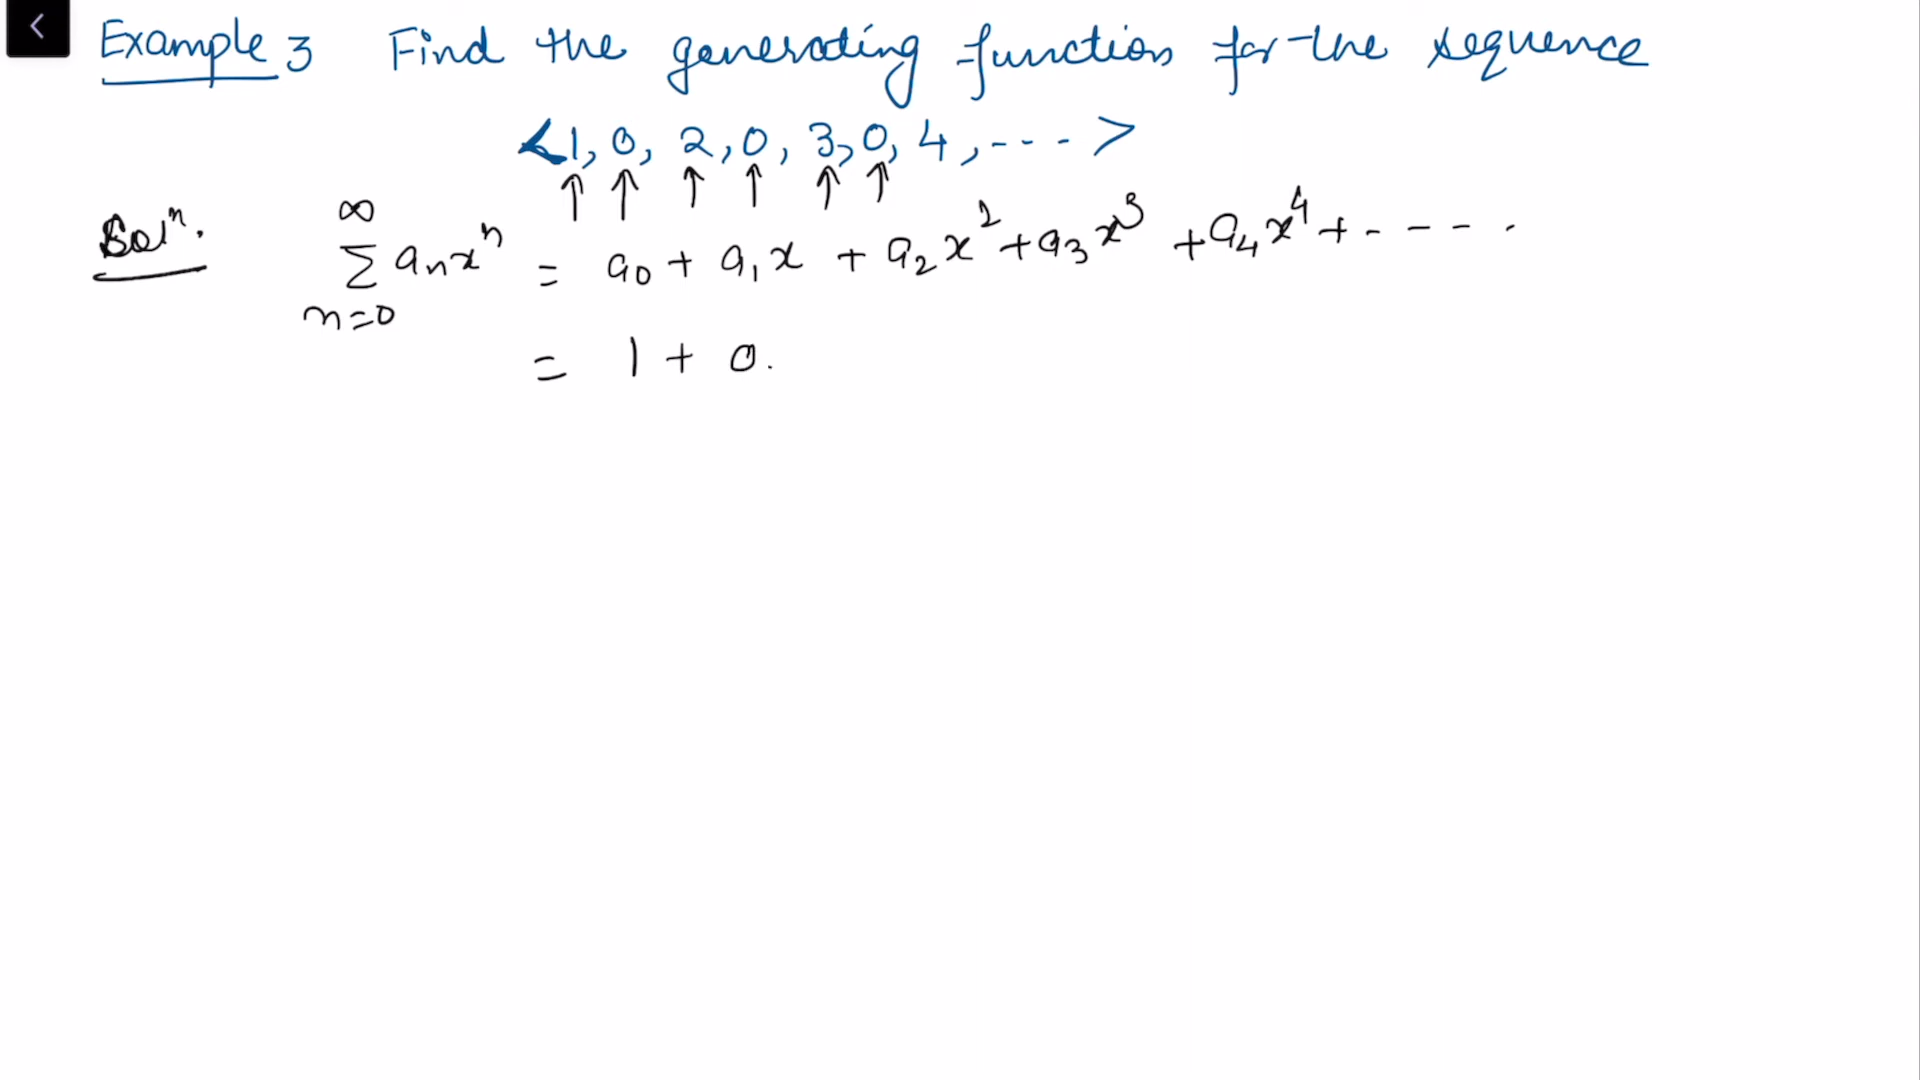 Example 3 Find the generating function for the sequence
<1, 0, 2, 0, 3, 0, 4, ---->
Solⁿ. ∞ ∑ n=0 aₙxⁿ = a₀ + a₁x + a₂x² + a₃x³ + a₄x⁴ + -----
= 1 + 0.